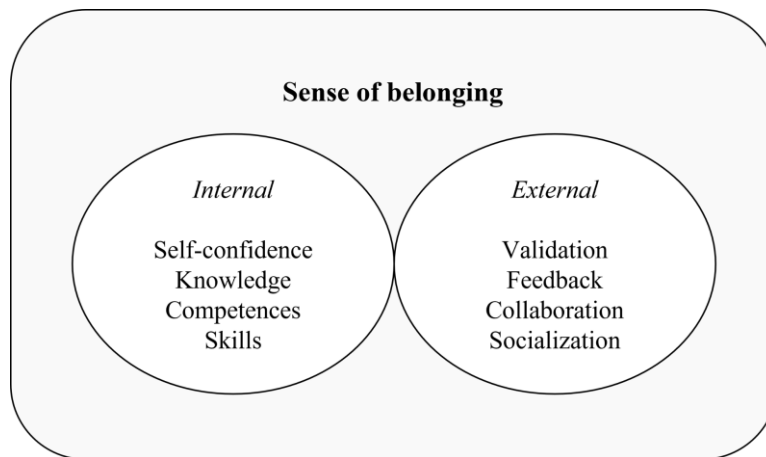 Sense of belonging
Internal
Self-confidence
Knowledge
Competences
Skills
External
Validation
Feedback
Collaboration
Socialization